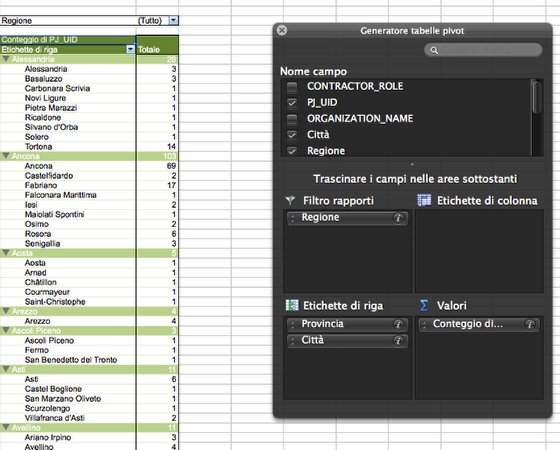 Regione (Tutto)
Conteggio di PJ_UID
Etichette di riga Totale
Alessandria 26
Alessandria 3
Basaluzzo 3
Carbonara Scrivia 1
Novi Ligure 1
Pietra Marazzi 1
Ricaldone 1
Silvano d'Orba 1
Solero 1
Tortona 14
Ancona 103
Ancona 69
Castelfidardo 2
Fabriano 17
Falconara Marittima 1
Iesi 2
Maiolati Spontini 1
Osimo 2
Rosora 6
Senigallia 3
Aosta 5
Aosta 1
Arnad 1
Châtillon 1
Courmayeur 1
Saint-Christophe 1
Arezzo 4
Arezzo 4
Ascoli Piceno 3
Ascoli Piceno 1
Fermo 1
San Benedetto del Tronto 1
Asti 11
Asti 6
Castel Boglione 1
San Marzano Oliveto 1
Scurzolengo 1
Villafranca d'Asti 2
Avellino 11
Ariano Irpino 3
Avellino 4
Generatore tabelle pivot
Nome campo
CONTRACTOR_ROLE
PJ_UID
ORGANIZATION_NAME
Città
Regione
Trascinare i campi nelle aree sottostanti
Filtro rapporti Etichette di colonna
Regione
Etichette di riga Valori
Provincia Conteggio di...
Città